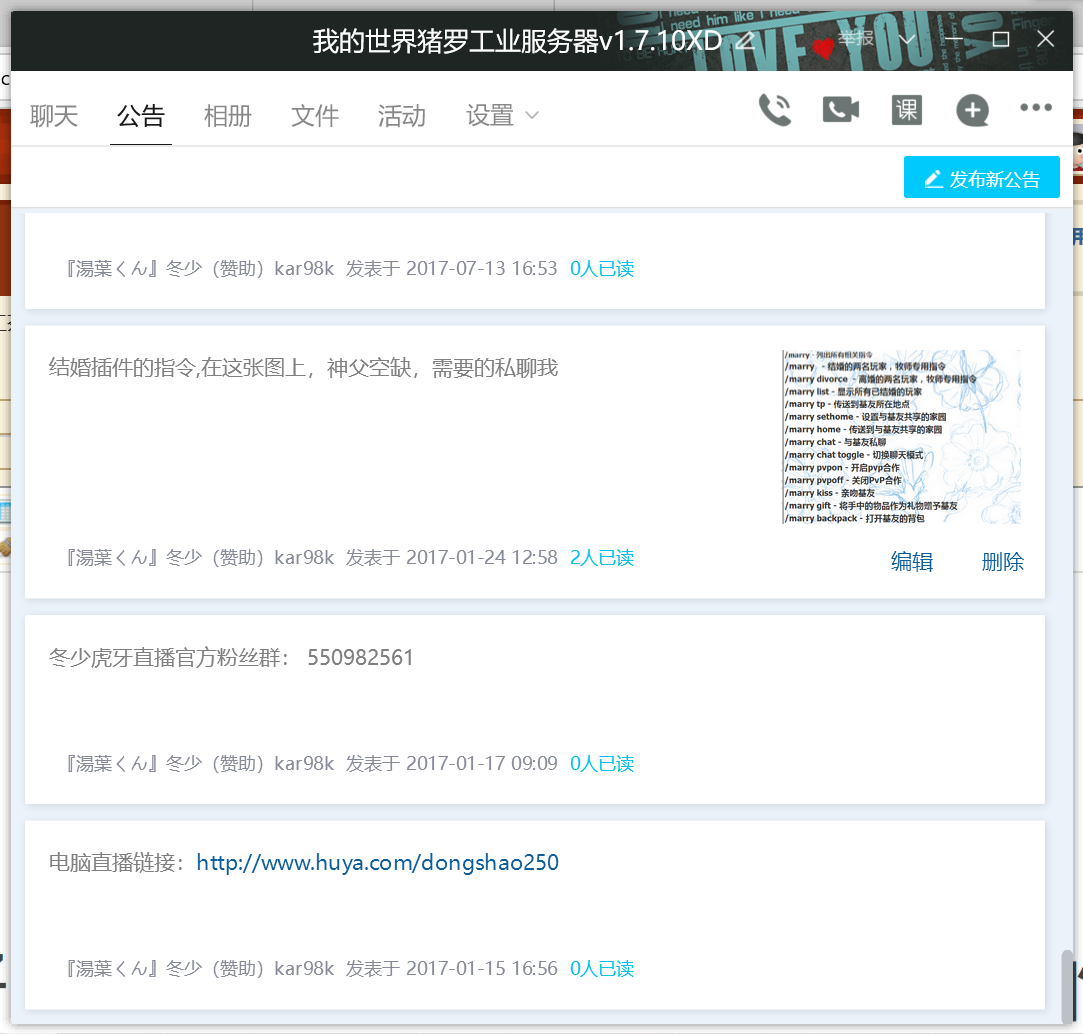 我的世界猪罗工业服务器v1.7.10XD
举报
聊天 公告 相册 文件 活动 设置
课
发布新公告
『湯葉くん』冬少（赞助）kar98k 发表于 2017-07-13 16:53 0人已读
结婚插件的指令,在这张图上，神父空缺，需要的私聊我
/marry - 列出所有相关指令
/marry - 结婚的两名玩家，牧师专用指令
/marry divorce - 离婚的两名玩家，牧师专用指令
/marry list - 显示所有已结婚的玩家
/marry tp - 传送到基友所在地点
/marry sethome - 设置与基友共享的家园
/marry home - 传送到与基友共享的家园
/marry chat - 与基友私聊
/marry chat toggle - 切换聊天模式
/marry pvpon - 开启pvp合作
/marry pvpoff - 关闭PvP合作
/marry kiss - 亲吻基友
/marry gift - 将手中的物品作为礼物赠予基友
/marry backpack - 打开基友的背包
『湯葉くん』冬少（赞助）kar98k 发表于 2017-01-24 12:58 2人已读
编辑 删除
冬少虎牙直播官方粉丝群： 550982561
『湯葉くん』冬少（赞助）kar98k 发表于 2017-01-17 09:09 0人已读
电脑直播链接：http://www.huya.com/dongshao250
『湯葉くん』冬少（赞助）kar98k 发表于 2017-01-15 16:56 0人已读